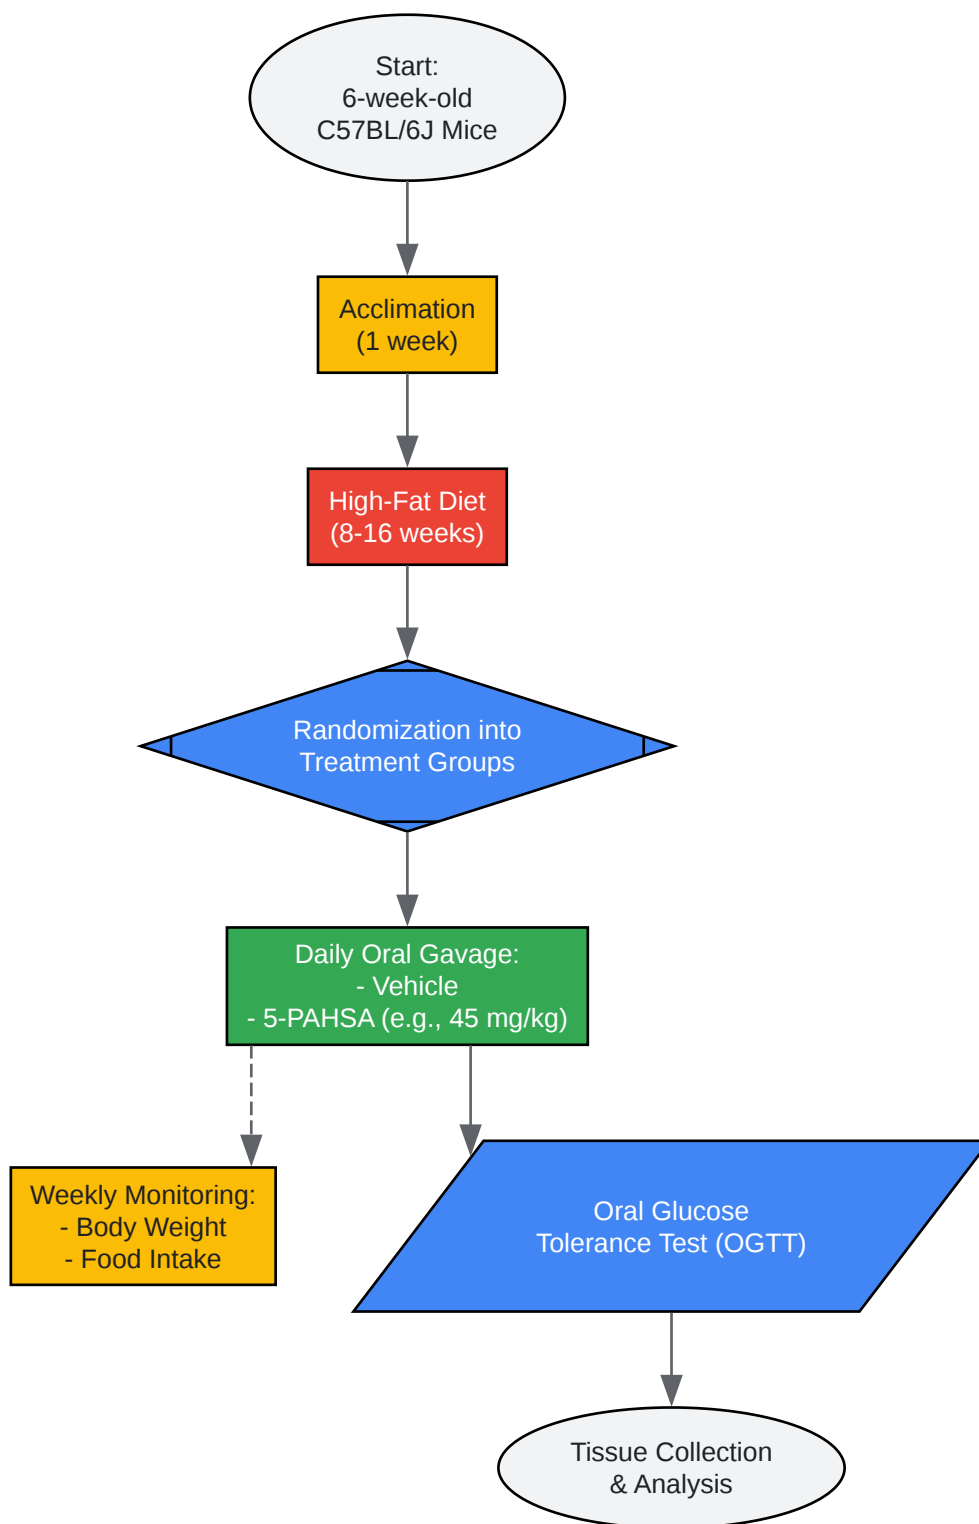 Start:
6-week-old
C57BL/6J Mice
Acclimation
(1 week)
High-Fat Diet
(8-16 weeks)
Randomization into
Treatment Groups
Daily Oral Gavage:
- Vehicle
- 5-PAHSA (e.g., 45 mg/kg)
Weekly Monitoring:
- Body Weight
- Food Intake
Oral Glucose
Tolerance Test (OGTT)
Tissue Collection
& Analysis